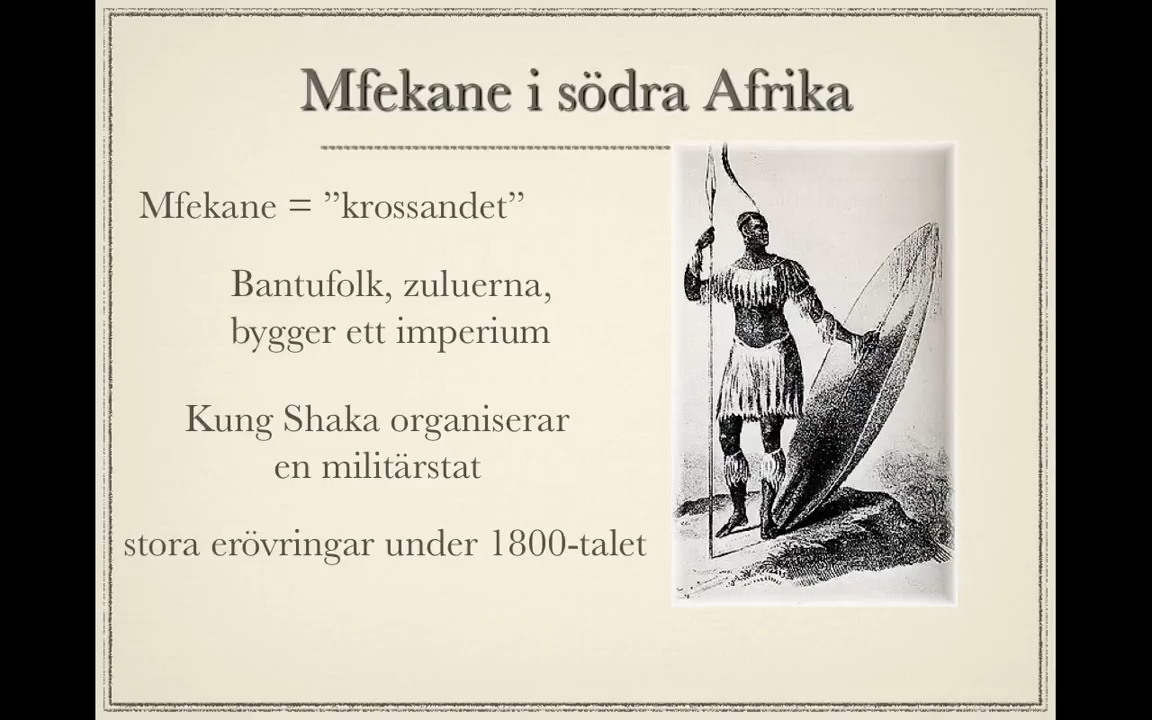 Mfekane i södra Afrika
Mfekane = ”krossandet”
Bantufolk, zuluerna,
bygger ett imperium
Kung Shaka organiserar
en militärstat
stora erövringar under 1800-talet